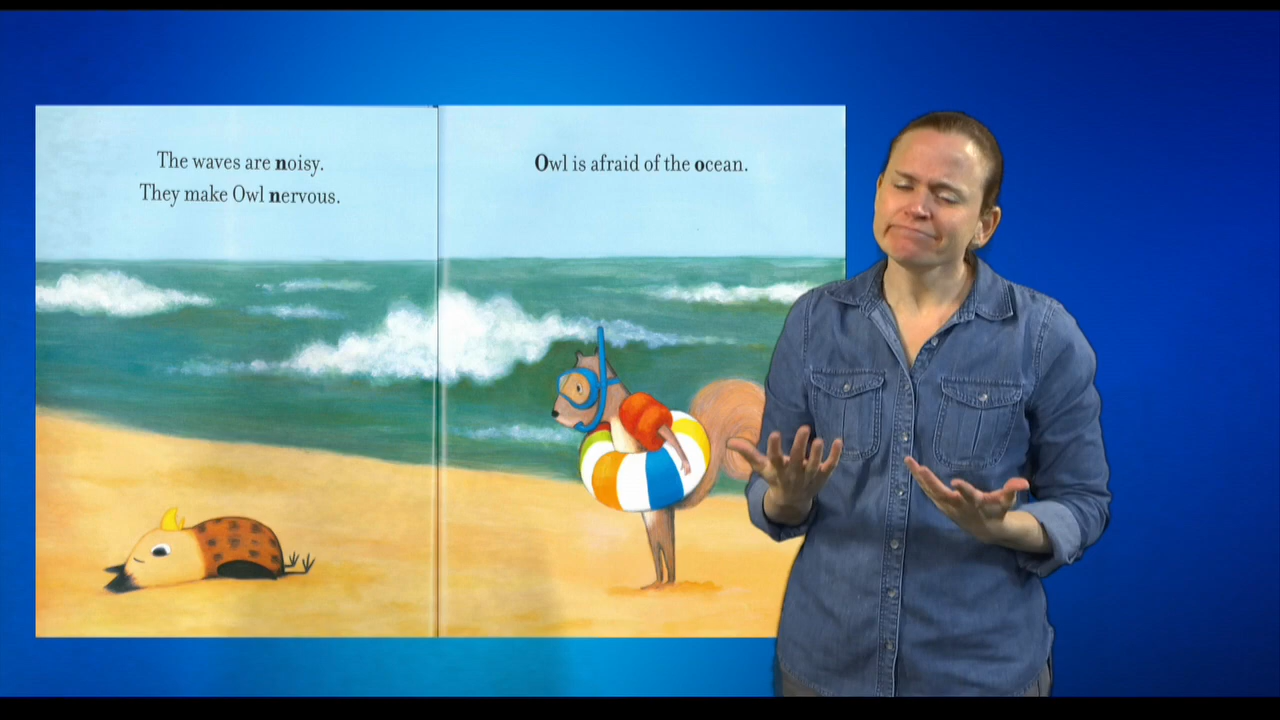 The waves are noisy.
They make Owl nervous.
Owl is afraid of the ocean.